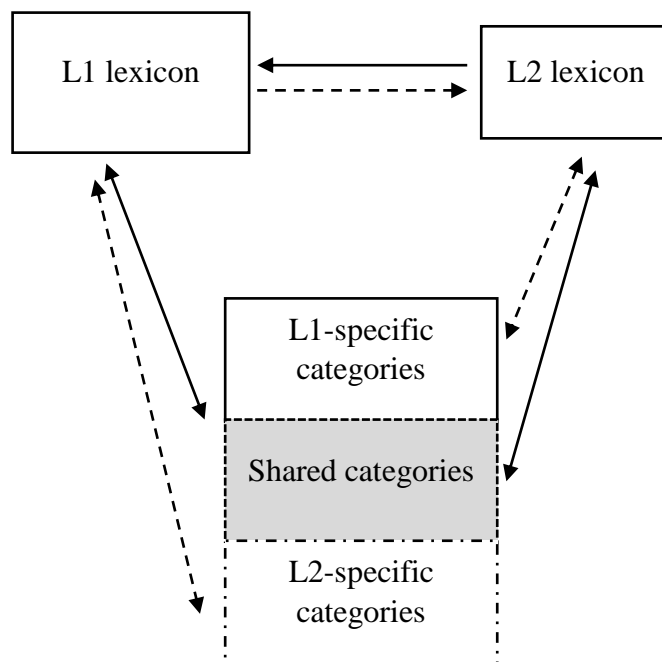 L1 lexicon
L2 lexicon
L1-specific
categories
Shared categories
L2-specific
categories